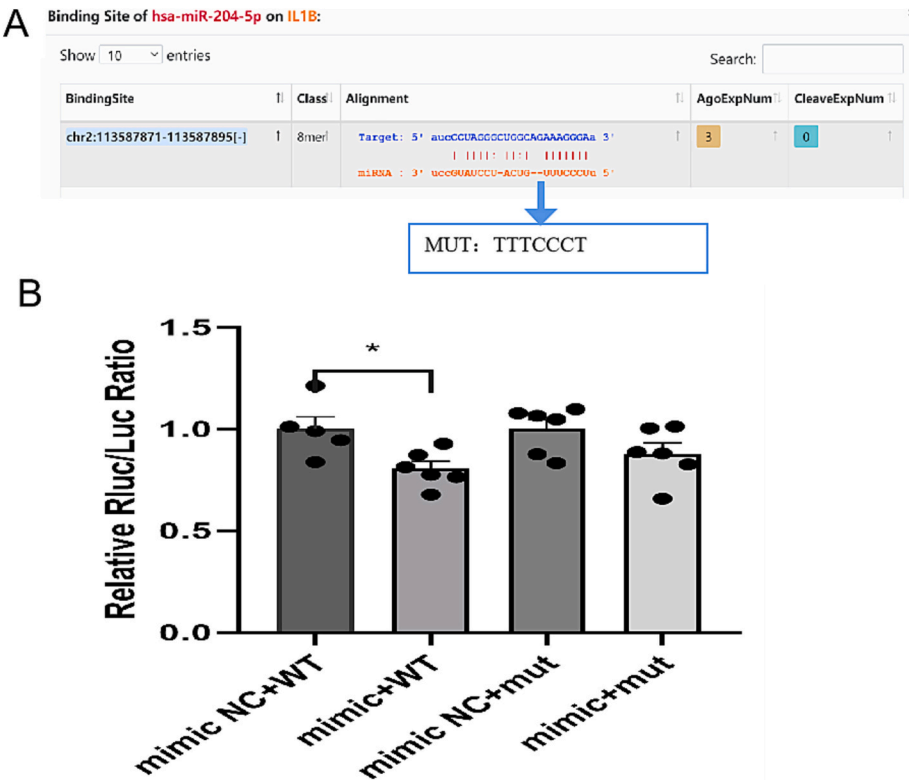 A
Binding Site of hsa-miR-204-5p on IL1B:
Show 10 entries
Search:
BindingSite Class Alignment AgoExpNum CleaveExpNum
chr2:113587871-113587895[-] 8mer Target: 5' aucCCUAGGGCUGGCAGAAAGGGAa 3' 3 0
miRNA : 3' uccGUAUCCU-ACUG--UUUCCCUu 5'
MUT: TTTCCCT
B
Relative Rluc/Luc Ratio
1.5
*
1.0
0.5
0.0
mimic NC+WT
mimic+WT
mimic NC+mut
mimic+mut